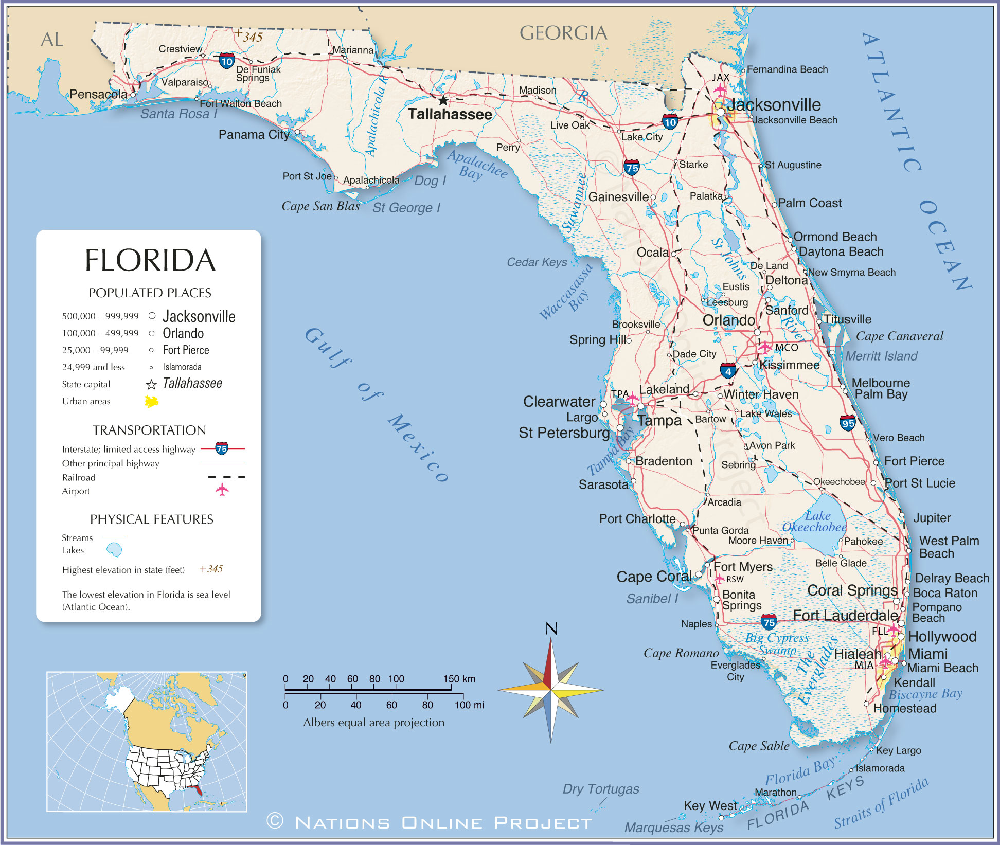 AL
GEORGIA
ATLANTIC OCEAN
+345
Crestview
10
De Funiak
Springs
Marianna
Valparaiso
Pensacola
Fort Walton Beach
Santa Rosa I
Panama City
Apalachicola R
Tallahassee
Madison
R
Live Oak
Lake City
10
JAX
Fernandina Beach
Jacksonville
Jacksonville Beach
Perry
Port St Joe
Apalachicola
Dog I
Apalachee
Bay
Cape San Blas
St George I
75
Starke
St Augustine
Suwannee
Gainesville
Palatka
Palm Coast
Ormond Beach
Daytona Beach
Ocala
St Johns
De Land
New Smyrna Beach
Deltona
Cedar Keys
Waccasassa
Bay
Eustis
Leesburg
Sanford
River
Orlando
Titusville
Brooksville
Spring Hill
Cape Canaveral
MCO
Merritt Island
Dade City
Kissimmee
4
Melbourne
Palm Bay
Gulf of Mexico
TPA
Lakeland
Winter Haven
Clearwater
Largo
Tampa
Bartow
Lake Wales
95
St Petersburg
Tampa Bay
Vero Beach
Avon Park
Bradenton
Sebring
Fort Pierce
Sarasota
Okeechobee
Port St Lucie
Arcadia
Port Charlotte
Lake
Okeechobee
Jupiter
Punta Gorda
Moore Haven
Pahokee
West Palm
Beach
Belle Glade
Cape Coral
Fort Myers
RSW
Delray Beach
Sanibel I
Bonita
Springs
Coral Springs
Boca Raton
Pompano
Beach
Naples
75
Fort Lauderdale
FLL
Hollywood
Big Cypress
Swamp
The
Everglades
Cape Romano
Everglades
City
Hialeah
Miami
MIA
Miami Beach
Kendall
Biscayne Bay
Homestead
Cape Sable
Key Largo
Florida Bay
Islamorada
Dry Tortugas
Marathon
FLORIDA KEYS
Straits of Florida
Key West
Marquesas Keys
FLORIDA
POPULATED PLACES
500,000 – 999,999 Jacksonville
100,000 – 499,999 Orlando
25,000 – 99,999 Fort Pierce
24,999 and less Islamorada
State capital Tallahassee
Urban areas
TRANSPORTATION
Interstate; limited access highway 75
Other principal highway
Railroad
Airport
PHYSICAL FEATURES
Streams
Lakes
Highest elevation in state (feet) +345
The lowest elevation in Florida is sea level
(Atlantic Ocean).
N
0 20 40 60 80 100 150 km
0 20 40 60 80 100 mi
Albers equal area projection
© NATIONS ONLINE PROJECT
© Nations Online Project